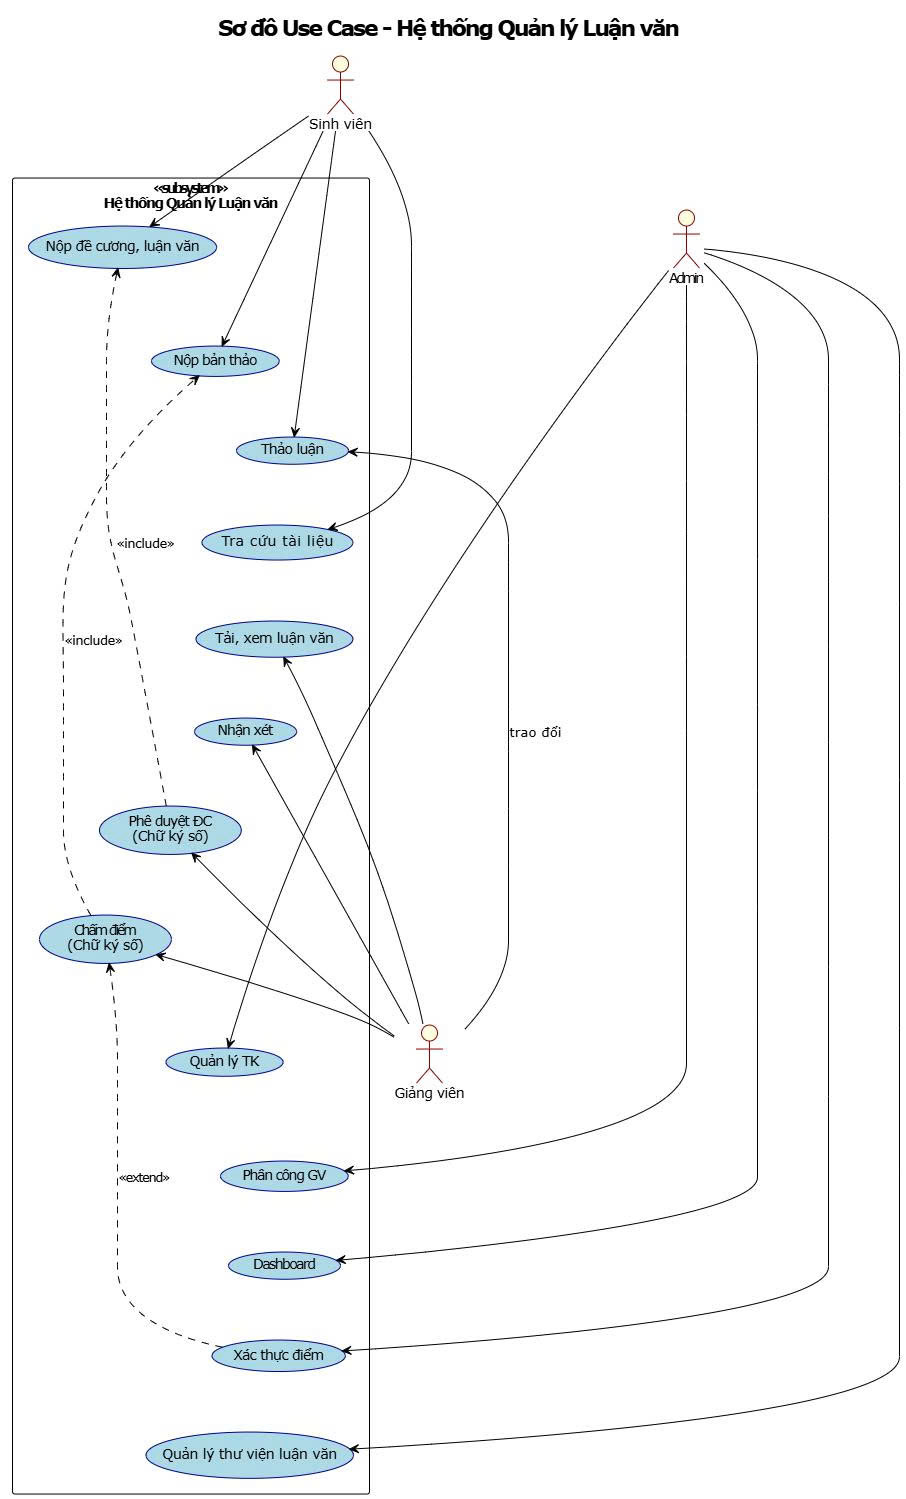 Sơ đồ Use Case - Hệ thống Quản lý Luận văn
Sinh viên
«subsystem»
Hệ thống Quản lý Luận văn
Admin
Nộp đề cương, luận văn
Nộp bản thảo
Thảo luận
Tra cứu tài liệu
«include»
«include»
Tải, xem luận văn
Nhận xét
trao đổi
Phê duyệt ĐC
(Chữ ký số)
Chấm điểm
(Chữ ký số)
Quản lý TK
Giảng viên
Phân công GV
«extend»
Dashboard
Xác thực điểm
Quản lý thư viện luận văn